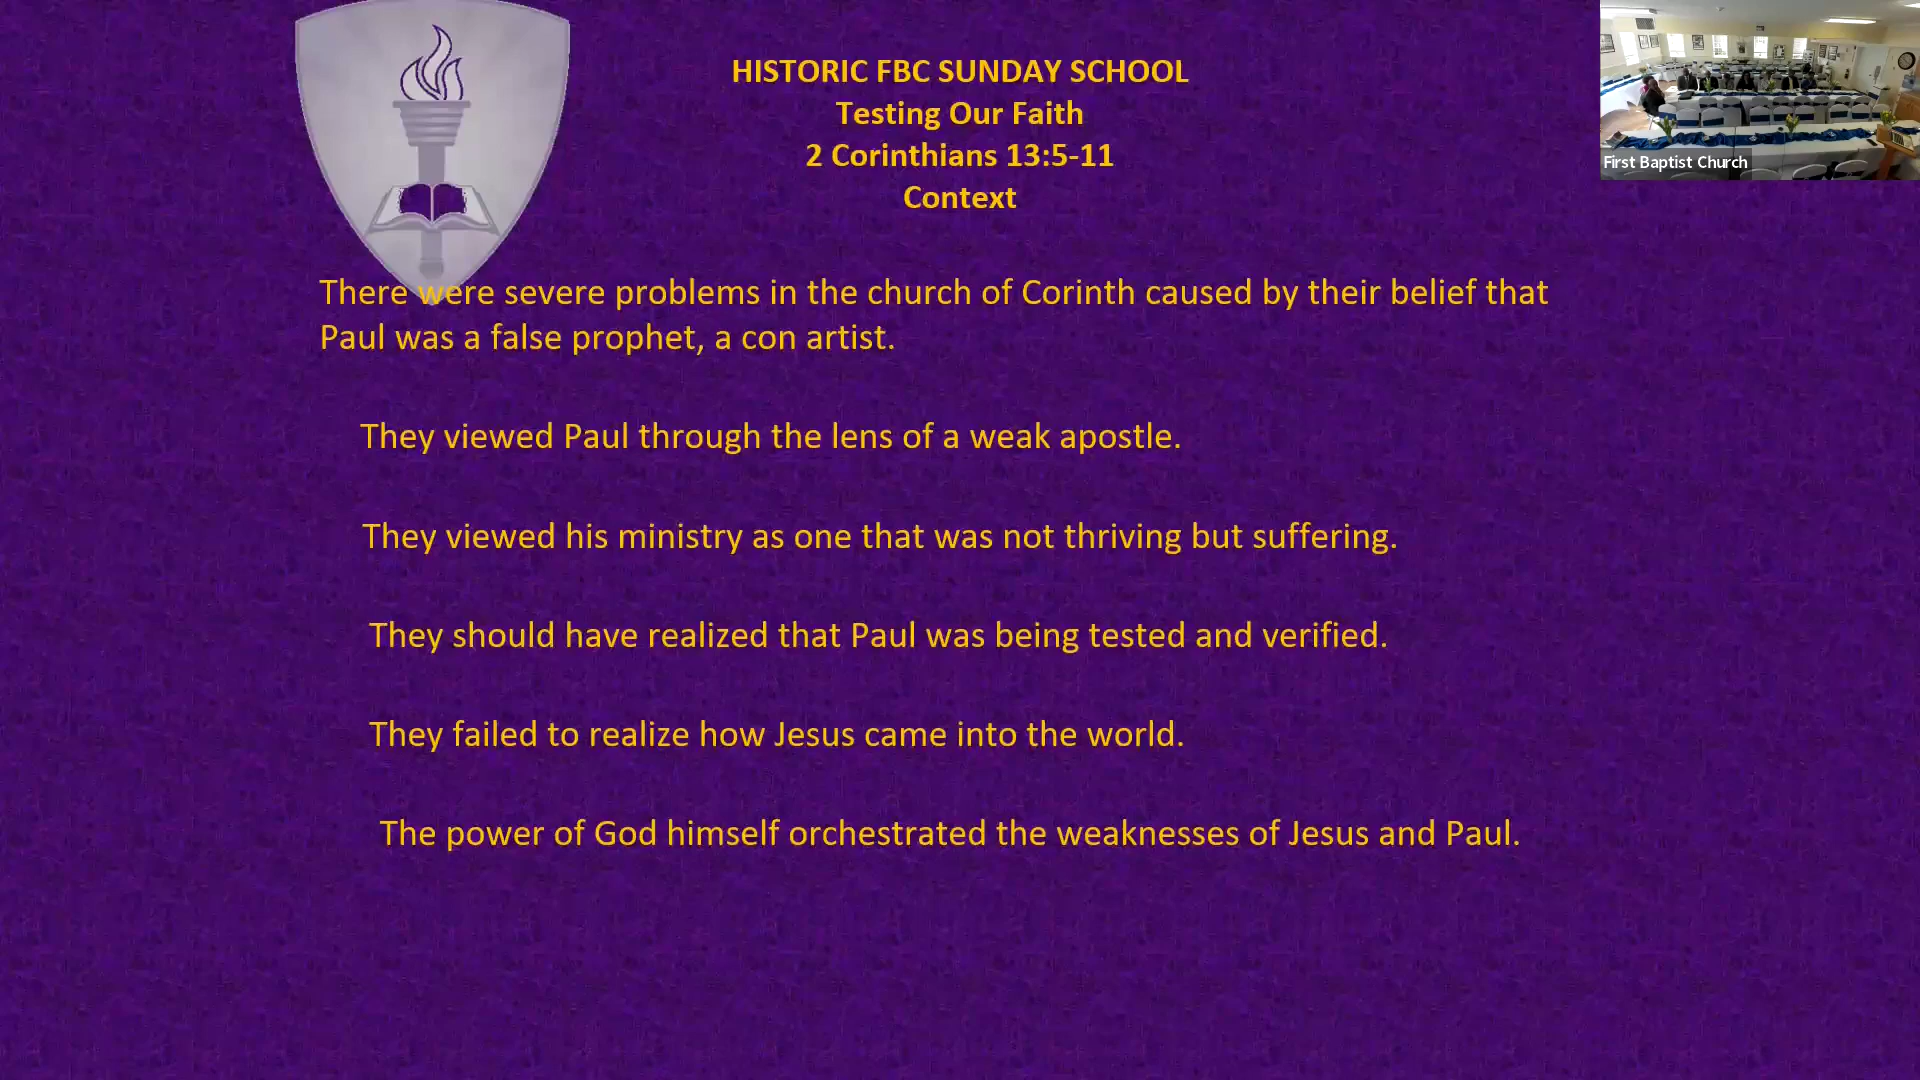 HISTORIC FBC SUNDAY SCHOOL
Testing Our Faith
2 Corinthians 13:5-11
Context
First Baptist Church
There were severe problems in the church of Corinth caused by their belief that
Paul was a false prophet, a con artist.
They viewed Paul through the lens of a weak apostle.
They viewed his ministry as one that was not thriving but suffering.
They should have realized that Paul was being tested and verified.
They failed to realize how Jesus came into the world.
The power of God himself orchestrated the weaknesses of Jesus and Paul.